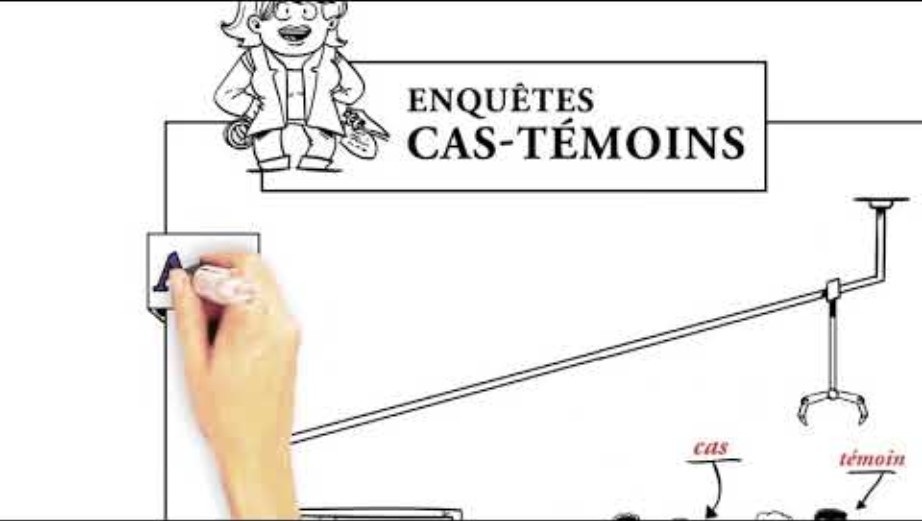 ENQUÊTES
CAS-TÉMOINS
A
cas
témoin